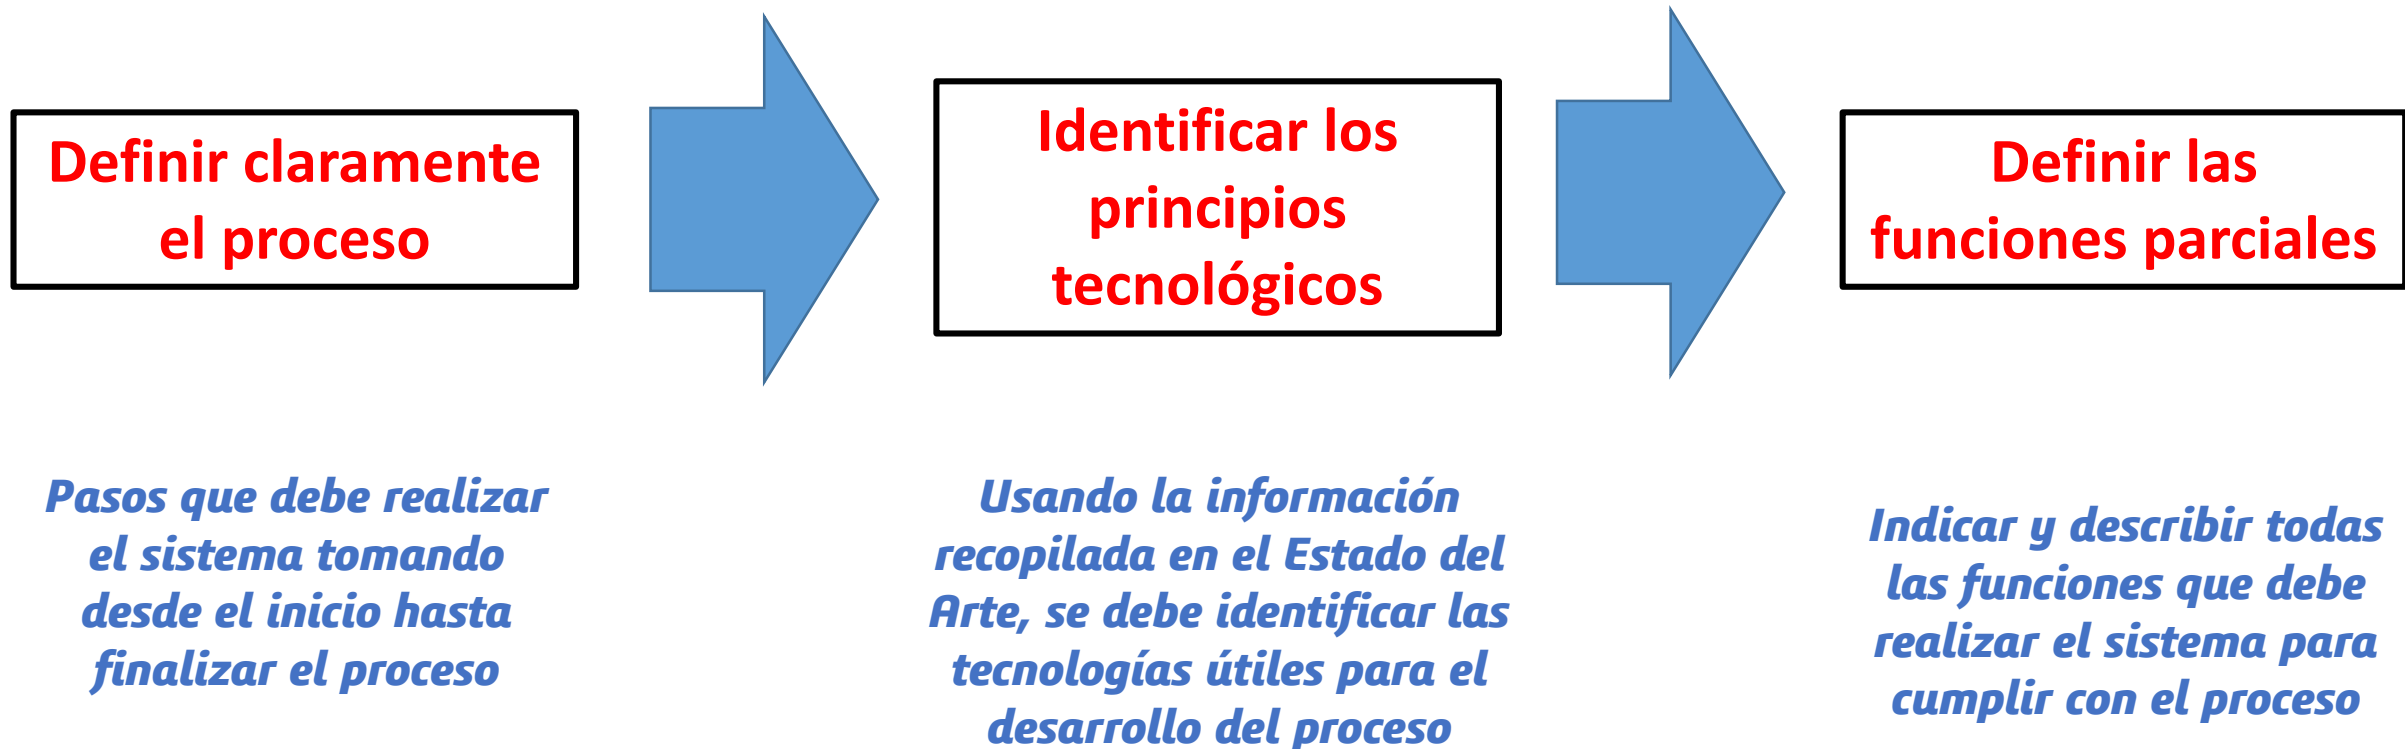 Definir claramente
el proceso
Identificar los
principios
tecnológicos
Definir las
funciones parciales
Pasos que debe realizar
el sistema tomando
desde el inicio hasta
finalizar el proceso
Usando la información
recopilada en el Estado del
Arte, se debe identificar las
tecnologías útiles para el
desarrollo del proceso
Indicar y describir todas
las funciones que debe
realizar el sistema para
cumplir con el proceso